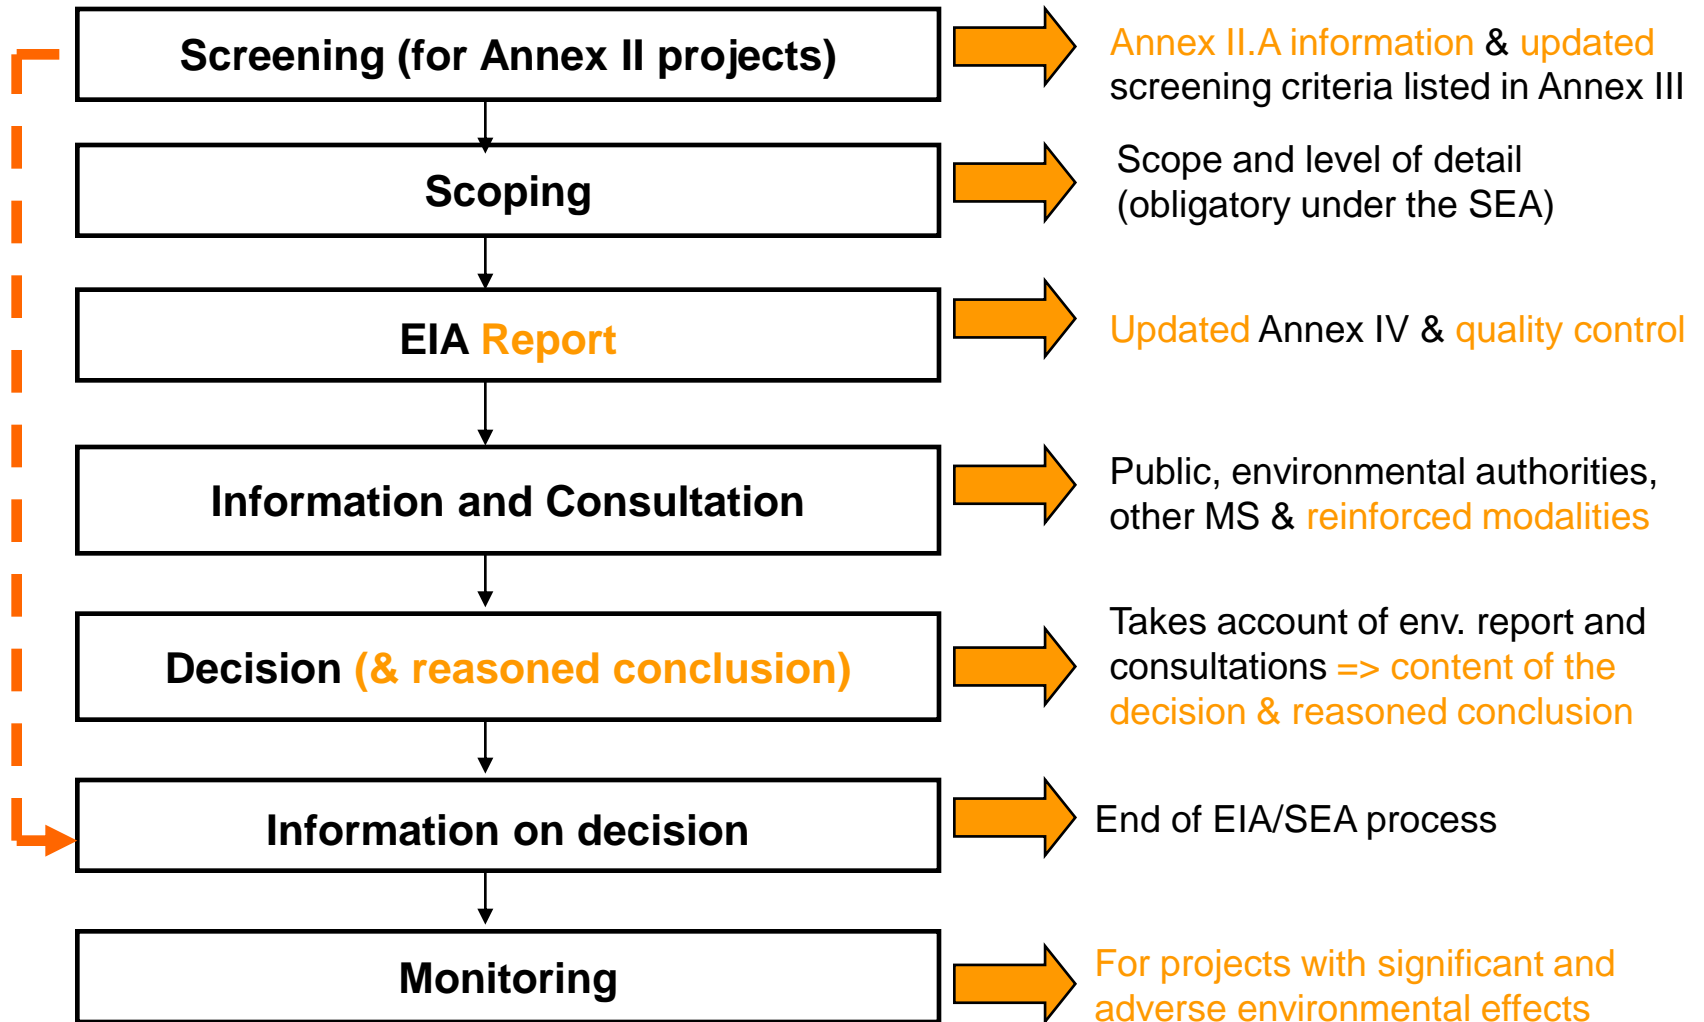 Screening (for Annex II projects)
Annex II.A information & updated
screening criteria listed in Annex III
Scoping
Scope and level of detail
(obligatory under the SEA)
EIA Report
Updated Annex IV & quality control
Information and Consultation
Public, environmental authorities,
other MS & reinforced modalities
Decision (& reasoned conclusion)
Takes account of env. report and
consultations => content of the
decision & reasoned conclusion
Information on decision
End of EIA/SEA process
Monitoring
For projects with significant and
adverse environmental effects